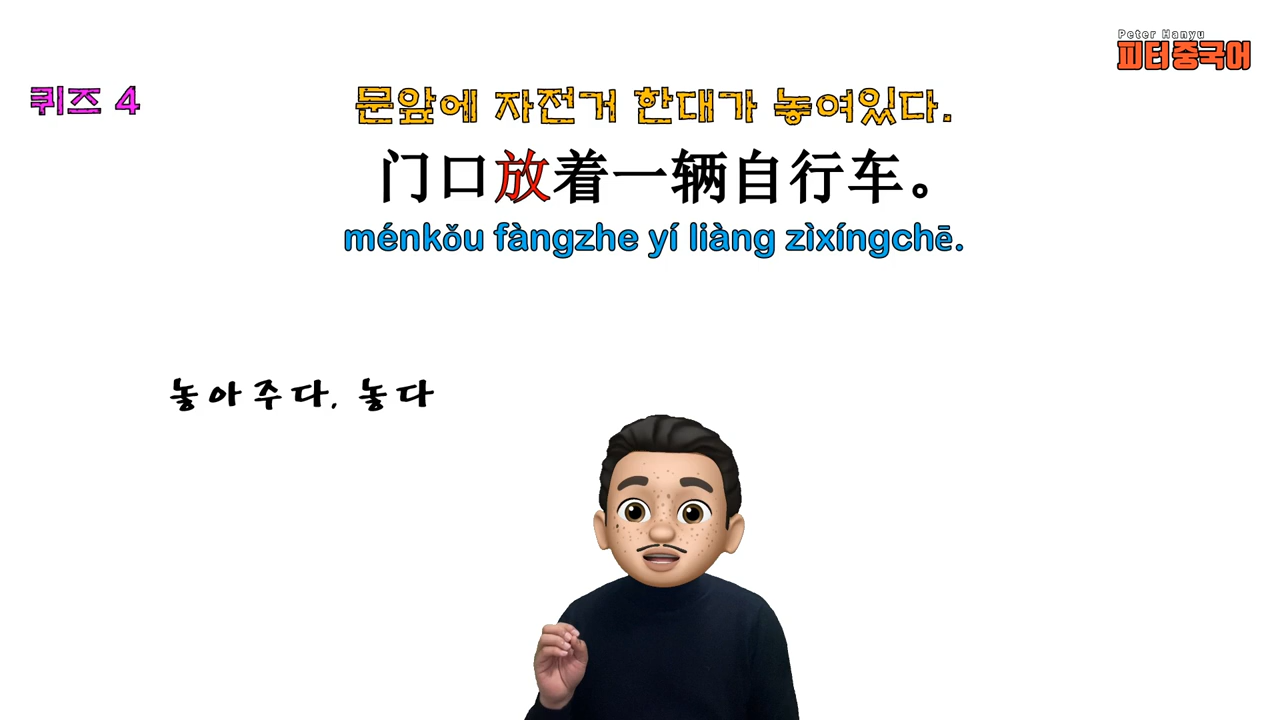 Peter Hanyu
피터중국어
퀴즈 4
문앞에 자전거 한대가 놓여있다.
门口放着一辆自行车。
ménkǒu fàngzhe yí liàng zìxíngchē.
놓아주다, 놓다